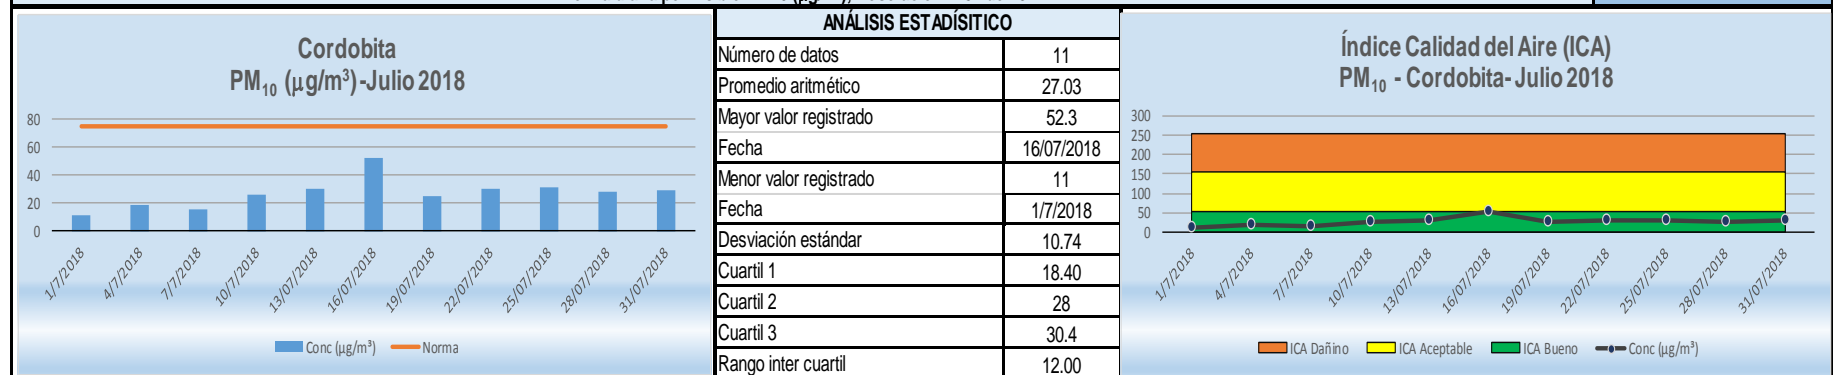 Cordobita
PM₁₀ (µg/m³)-Julio 2018
80
60
40
20
0
1/7/2018
4/7/2018
7/7/2018
10/7/2018
13/07/2018
16/07/2018
19/07/2018
22/07/2018
25/07/2018
28/07/2018
31/07/2018
Conc (µg/m³)
Norma
ANÁLISIS ESTADÍSITICO
Número de datos 11
Promedio aritmético 27.03
Mayor valor registrado 52.3
Fecha 16/07/2018
Menor valor registrado 11
Fecha 1/7/2018
Desviación estándar 10.74
Cuartil 1 18.40
Cuartil 2 28
Cuartil 3 30.4
Rango inter cuartil 12.00
Índice Calidad del Aire (ICA)
PM₁₀ - Cordobita- Julio 2018
300
250
200
150
100
50
0
1/7/2018
4/7/2018
7/7/2018
10/7/2018
13/07/2018
16/07/2018
19/07/2018
22/07/2018
25/07/2018
28/07/2018
31/07/2018
ICA Dañino
ICA Aceptable
ICA Bueno
Conc (µg/m³)